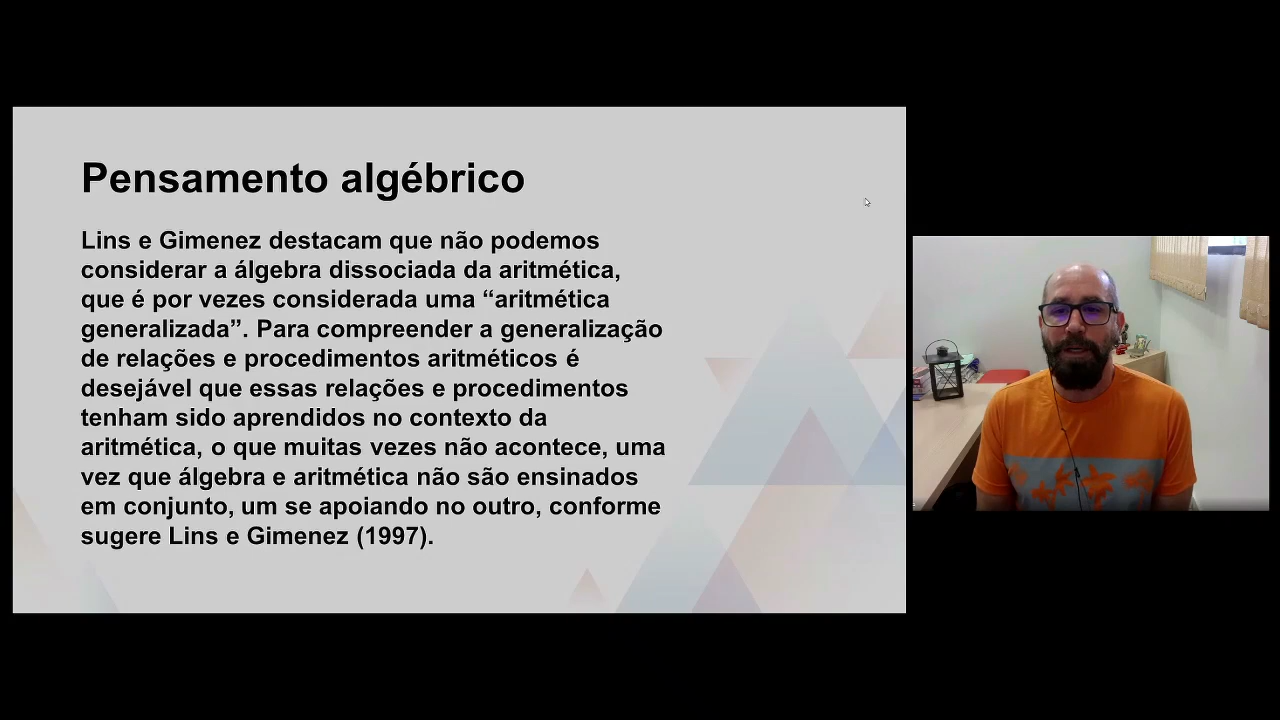 Pensamento algébrico
Lins e Gimenez destacam que não podemos
considerar a álgebra dissociada da aritmética,
que é por vezes considerada uma “aritmética
generalizada”. Para compreender a generalização
de relações e procedimentos aritméticos é
desejável que essas relações e procedimentos
tenham sido aprendidos no contexto da
aritmética, o que muitas vezes não acontece, uma
vez que álgebra e aritmética não são ensinados
em conjunto, um se apoiando no outro, conforme
sugere Lins e Gimenez (1997).